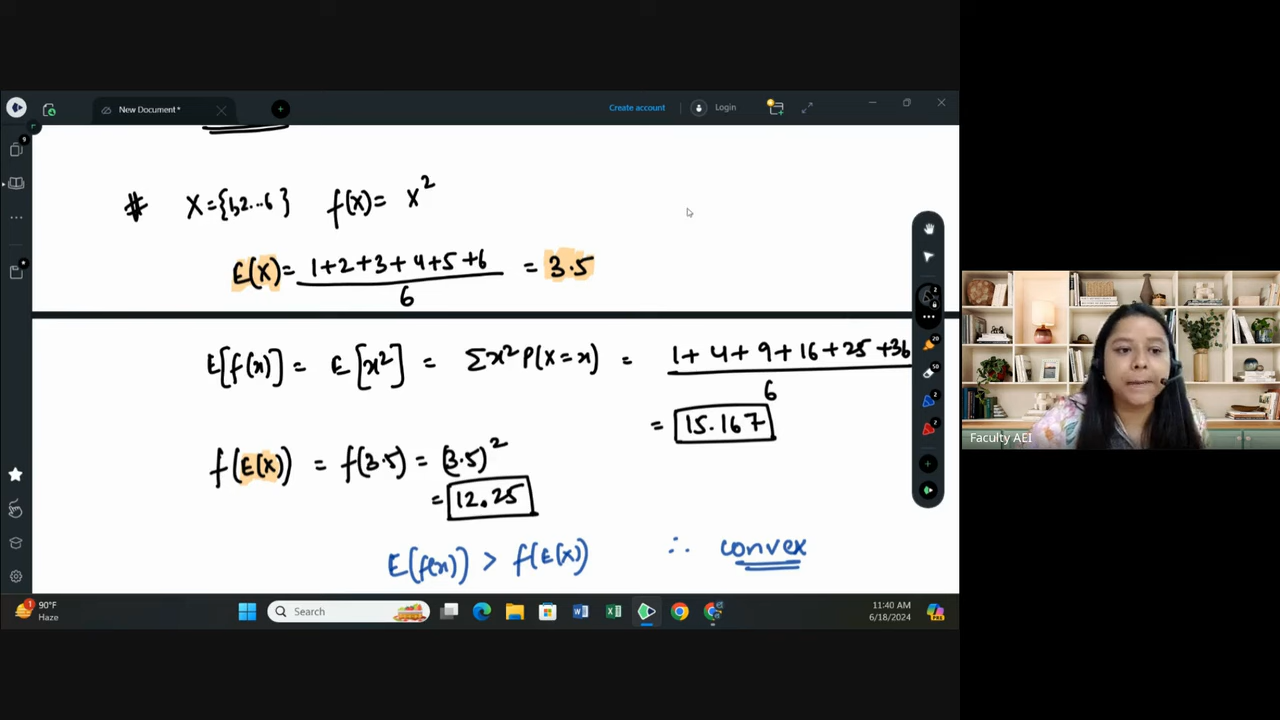 New Document*
Create account
Login
# X={1,2...6} f(x)= x²
E(X)= 1+2+3+4+5+6 / 6 = 3.5
E[f(x)] = E[x²] = Σx² P(X=x) = 1+4+9+16+25+36 / 6
= 15.167
f(E(X)) = f(3.5) = (3.5)²
= 12.25
E(f(x)) > f(E(X)) ∴ convex
Faculty AEI
90°F
Haze
Search
11:40 AM
6/18/2024